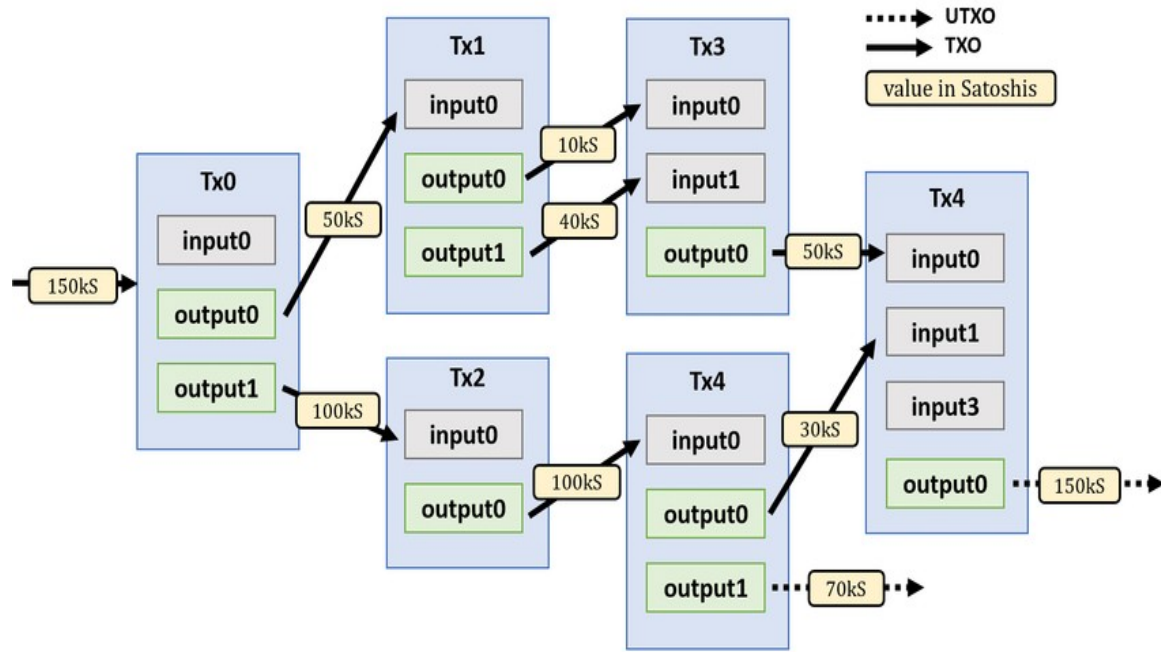 UTXO
TXO
value in Satoshis
Tx0
input0
output0
output1
150kS
50kS
100kS
Tx1
input0
output0
output1
10kS
40kS
Tx2
input0
output0
100kS
Tx3
input0
input1
output0
50kS
Tx4
input0
output0
output1
30kS
70kS
Tx4
input0
input1
input3
output0
150kS